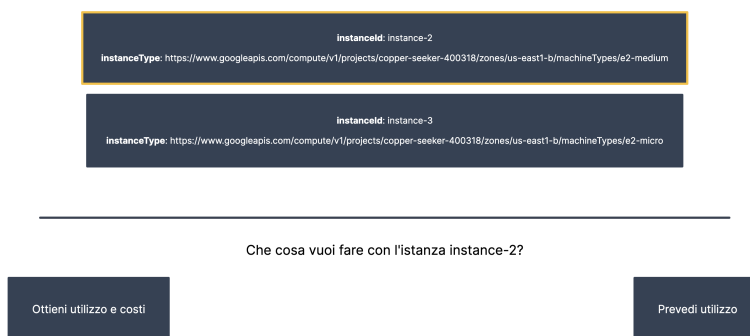 instanceId: instance-2
instanceType: https://www.googleapis.com/compute/v1/projects/copper-seeker-400318/zones/us-east1-b/machineTypes/e2-medium
instanceId: instance-3
instanceType: https://www.googleapis.com/compute/v1/projects/copper-seeker-400318/zones/us-east1-b/machineTypes/e2-micro
Che cosa vuoi fare con l'istanza instance-2?
Ottieni utilizzo e costi
Prevedi utilizzo